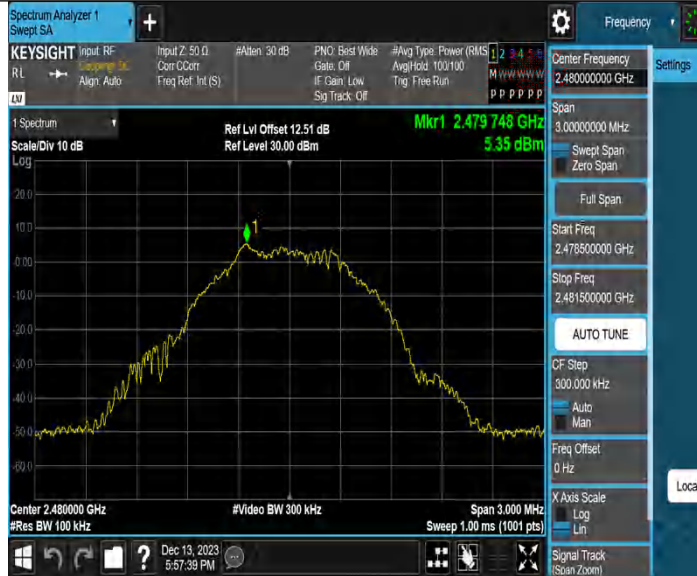 Spectrum Analyzer 1
Swept SA
Frequency
KEYSIGHT
Input: RF
Coupling: DC
Align: Auto
Input Z: 50 Ω
Corr CCorr
Freq Ref: Int (S)
#Atten: 30 dB
PNO: Best Wide
Gate: Off
IF Gain: Low
Sig Track: Off
#Avg Type: Power (RMS
Avg|Hold: 100/100
Trig: Free Run
1 2 3 4 5 6
M W W W W W
P P P P P P
RL
1 Spectrum
Scale/Div 10 dB
Log
Ref Lvl Offset 12.51 dB
Ref Level 30.00 dBm
Mkr1 2.479 748 GHz
5.35 dBm
1
20.0
10.0
0.00
-10.0
-20.0
-30.0
-40.0
-50.0
-60.0
Center 2.480000 GHz
#Res BW 100 kHz
#Video BW 300 kHz
Span 3.000 MHz
Sweep 1.00 ms (1001 pts)
Dec 13, 2023
5:57:39 PM
?
Center Frequency
2.480000000 GHz
Settings
Span
3.00000000 MHz
Swept Span
Zero Span
Full Span
Start Freq
2.478500000 GHz
Stop Freq
2.481500000 GHz
AUTO TUNE
CF Step
300.000 kHz
Auto
Man
Freq Offset
0 Hz
X Axis Scale
Log
Lin
Loca
Signal Track
(Span Zoom)